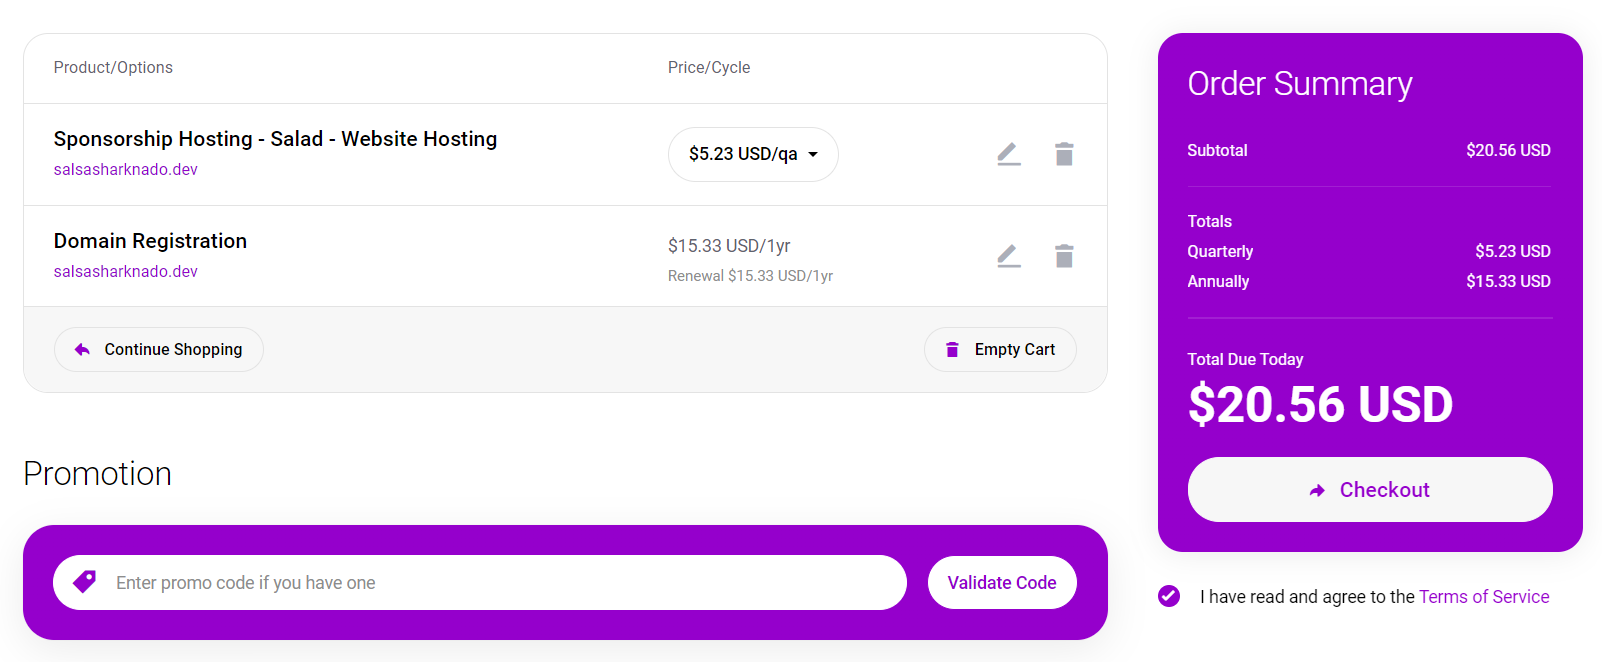 Product/Options Price/Cycle
Sponsorship Hosting - Salad - Website Hosting
salsasharknado.dev
$5.23 USD/qa
Domain Registration
salsasharknado.dev
$15.33 USD/1yr
Renewal $15.33 USD/1yr
Continue Shopping
Empty Cart
Promotion
Enter promo code if you have one
Validate Code
Order Summary
Subtotal $20.56 USD
Totals
Quarterly $5.23 USD
Annually $15.33 USD
Total Due Today
$20.56 USD
Checkout
I have read and agree to the Terms of Service